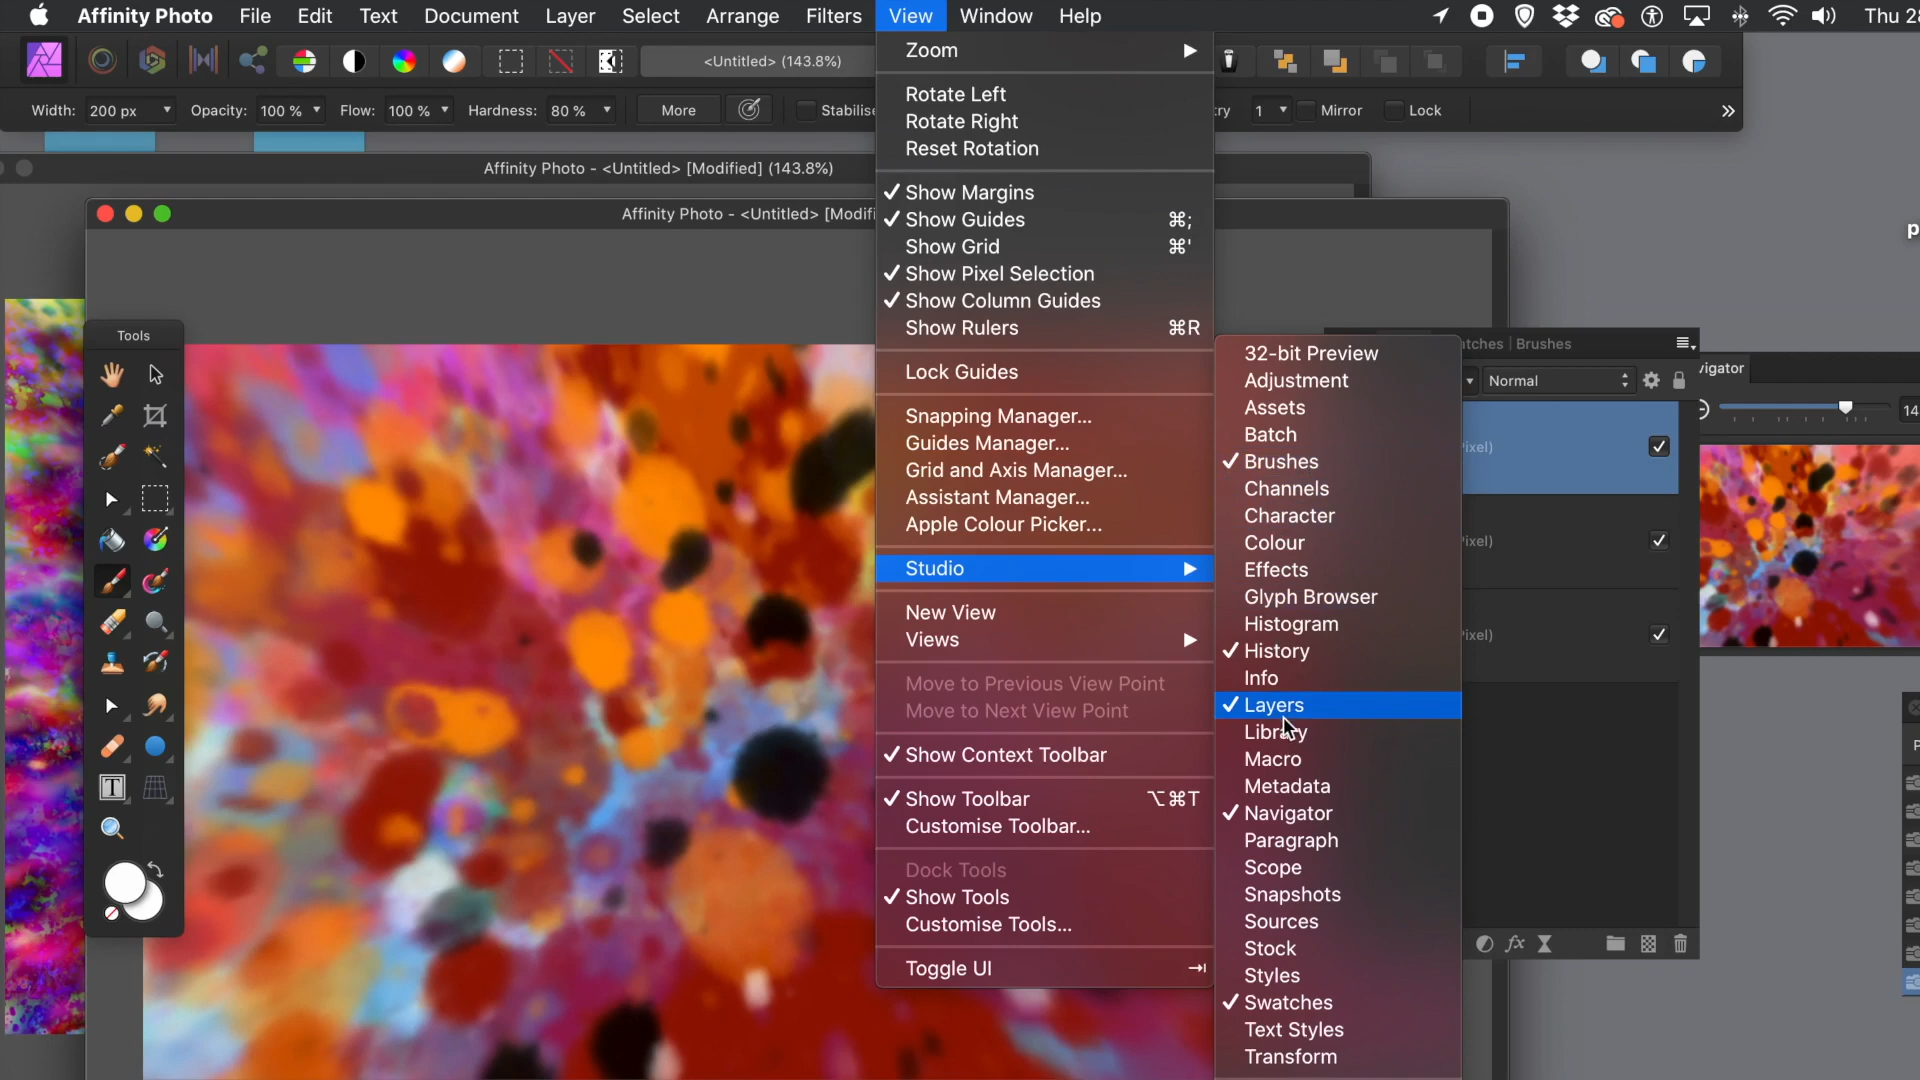 Affinity Photo File Edit Text Document Layer Select Arrange Filters View Window Help Thu
<Untitled> (143.8%)
Width: 200 px Opacity: 100 % Flow: 100 % Hardness: 80 % More Stabilise ry 1 Mirror Lock
Affinity Photo - <Untitled> [Modified] (143.8%)
Affinity Photo - <Untitled> [Modifi
Tools
Zoom
Rotate Left
Rotate Right
Reset Rotation
✓ Show Margins
✓ Show Guides ⌘;
Show Grid ⌘'
✓ Show Pixel Selection
✓ Show Column Guides
Show Rulers ⌘R
Lock Guides
Snapping Manager...
Guides Manager...
Grid and Axis Manager...
Assistant Manager...
Apple Colour Picker...
Studio
New View
Views
Move to Previous View Point
Move to Next View Point
✓ Show Context Toolbar
✓ Show Toolbar ⌥⌘T
Customise Toolbar...
Dock Tools
✓ Show Tools
Customise Tools...
Toggle UI
32-bit Preview
Adjustment
Assets
Batch
✓ Brushes
Channels
Character
Colour
Effects
Glyph Browser
Histogram
✓ History
Info
✓ Layers
Library
Macro
Metadata
✓ Navigator
Paragraph
Scope
Snapshots
Sources
Stock
Styles
✓ Swatches
Text Styles
Transform
tches | Brushes
Normal
ixel)
ixel)
ixel)
vigator
14